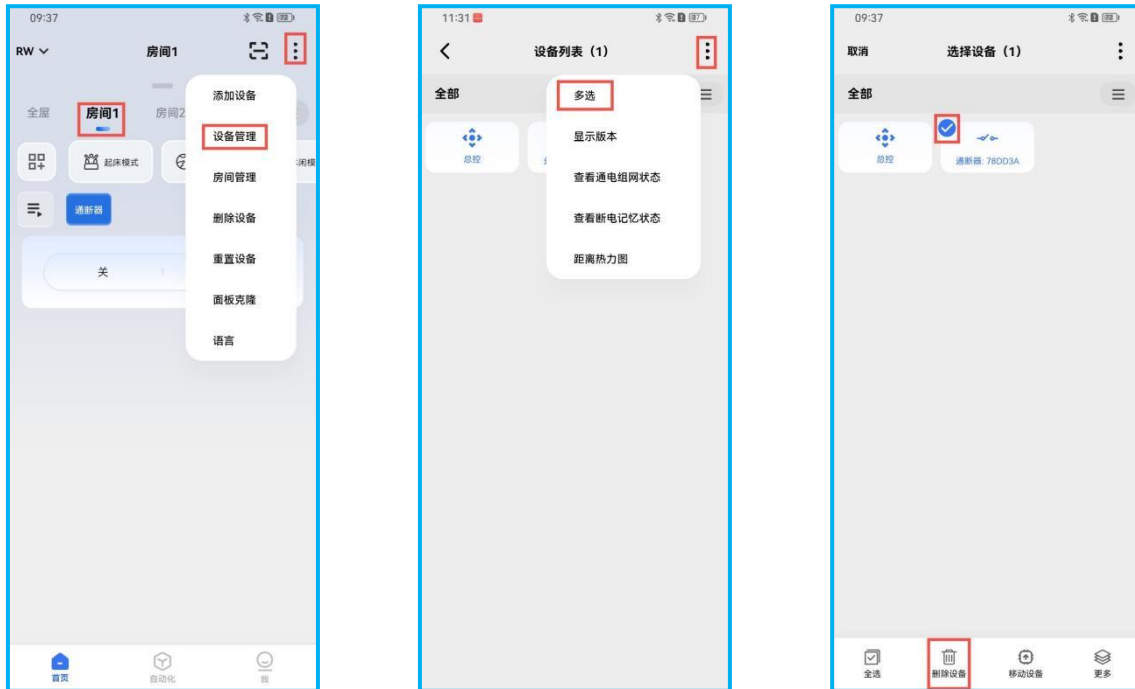 09:37
RW
房间1
添加设备
全屋
房间1
房间2
设备管理
起床模式
闲模
房间管理
通断器
删除设备
关
重置设备
面板克隆
语言
首页
自动化
我
11:31
设备列表（1）
全部
多选
总控
显示版本
查看通电组网状态
查看断电记忆状态
距离热力图
09:37
取消
选择设备（1）
全部
总控
通断器: 78DD3A
全选
删除设备
移动设备
更多